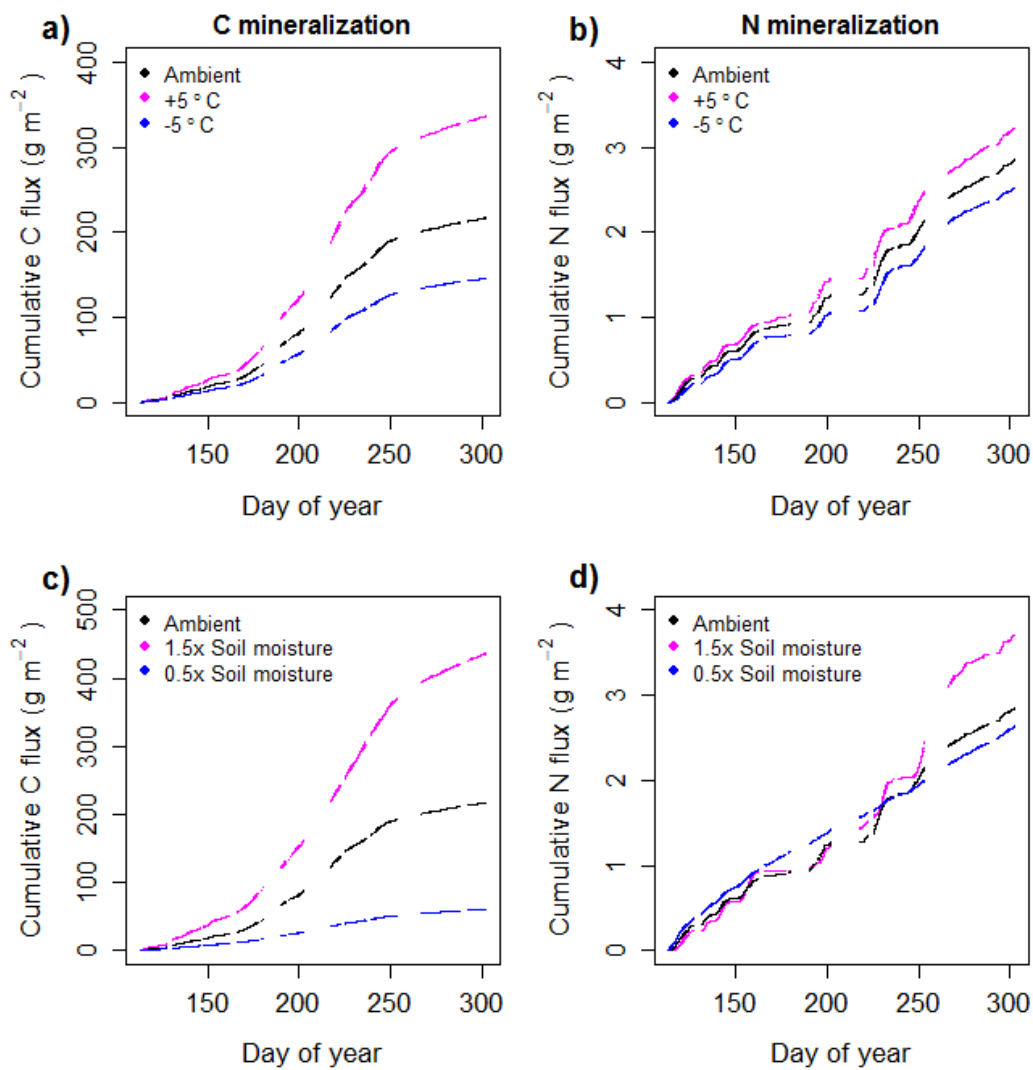 a)
C mineralization
Cumulative C flux (g m⁻²)
0
100
200
300
400
Ambient
+5 ° C
-5 ° C
150
200
250
300
Day of year
b)
N mineralization
Cumulative N flux (g m⁻²)
0
1
2
3
4
Ambient
+5 ° C
-5 ° C
150
200
250
300
Day of year
c)
Cumulative C flux (g m⁻²)
0
100
200
300
400
500
Ambient
1.5x Soil moisture
0.5x Soil moisture
150
200
250
300
Day of year
d)
Cumulative N flux (g m⁻²)
0
1
2
3
4
Ambient
1.5x Soil moisture
0.5x Soil moisture
150
200
250
300
Day of year